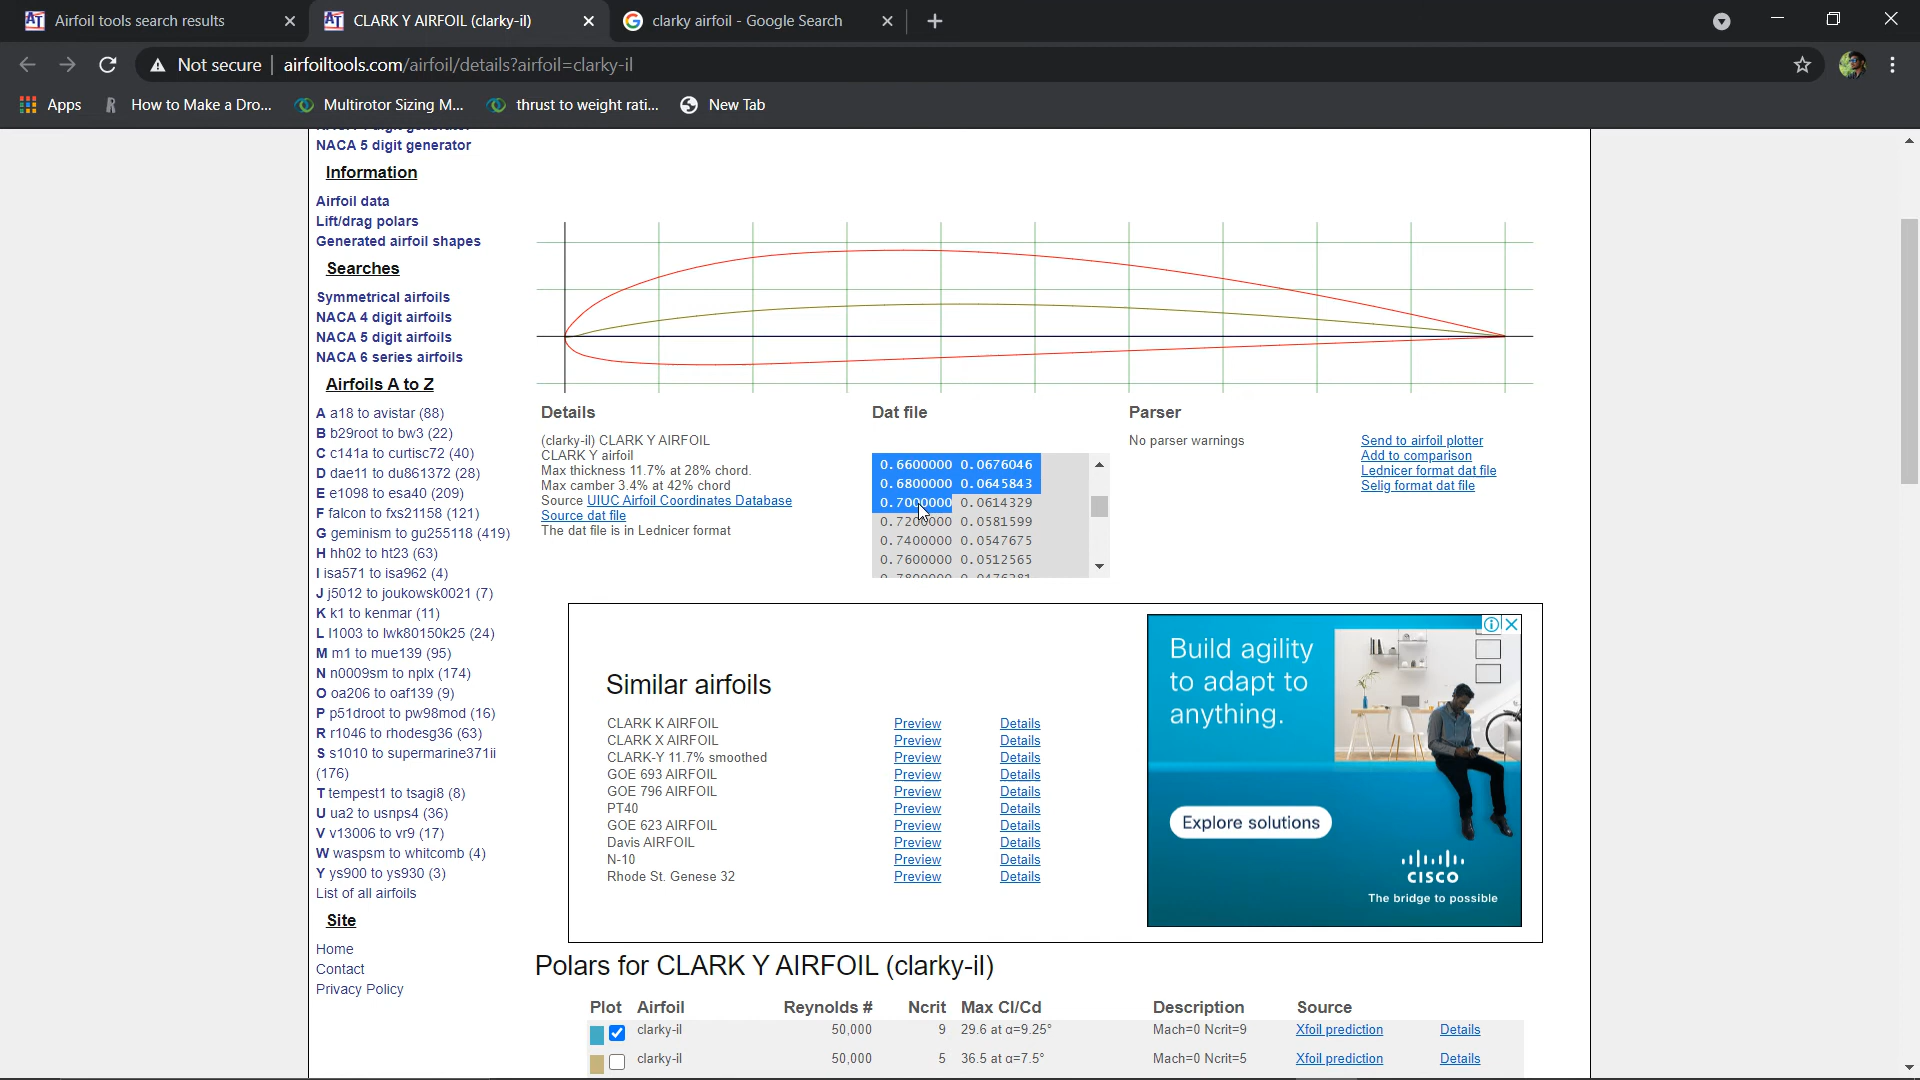 Airfoil tools search results
CLARK Y AIRFOIL (clarky-il)
clarky airfoil - Google Search
Not secure | airfoiltools.com/airfoil/details?airfoil=clarky-il
Apps
How to Make a Dro...
Multirotor Sizing M...
thrust to weight rati...
New Tab
NACA 5 digit generator
Information
Airfoil data
Lift/drag polars
Generated airfoil shapes
Searches
Symmetrical airfoils
NACA 4 digit airfoils
NACA 5 digit airfoils
NACA 6 series airfoils
Airfoils A to Z
A a18 to avistar (88)
B b29root to bw3 (22)
C c141a to curtisc72 (40)
D dae11 to du861372 (28)
E e1098 to esa40 (209)
F falcon to fxs21158 (121)
G geminism to gu255118 (419)
H hh02 to ht23 (63)
I isa571 to isa962 (4)
J j5012 to joukowsk0021 (7)
K k1 to kenmar (11)
L l1003 to lwk80150k25 (24)
M m1 to mue139 (95)
N n0009sm to nplx (174)
O oa206 to oaf139 (9)
P p51droot to pw98mod (16)
R r1046 to rhodesg36 (63)
S s1010 to supermarine371ii
(176)
T tempest1 to tsagi8 (8)
U ua2 to usnps4 (36)
V v13006 to vr9 (17)
W waspsm to whitcomb (4)
Y ys900 to ys930 (3)
List of all airfoils
Site
Home
Contact
Privacy Policy
Details
(clarky-il) CLARK Y AIRFOIL
CLARK Y airfoil
Max thickness 11.7% at 28% chord.
Max camber 3.4% at 42% chord
Source UIUC Airfoil Coordinates Database
Source dat file
The dat file is in Lednicer format
Dat file
0.6600000 0.0676046
0.6800000 0.0645843
0.7000000 0.0614329
0.7200000 0.0581599
0.7400000 0.0547675
0.7600000 0.0512565
0.7800000 0.0476281
Parser
No parser warnings
Send to airfoil plotter
Add to comparison
Lednicer format dat file
Selig format dat file
Similar airfoils
CLARK K AIRFOIL Preview Details
CLARK X AIRFOIL Preview Details
CLARK-Y 11.7% smoothed Preview Details
GOE 693 AIRFOIL Preview Details
GOE 796 AIRFOIL Preview Details
PT40 Preview Details
GOE 623 AIRFOIL Preview Details
Davis AIRFOIL Preview Details
N-10 Preview Details
Rhode St. Genese 32 Preview Details
Build agility
to adapt to
anything.
Explore solutions
CISCO
The bridge to possible
Polars for CLARK Y AIRFOIL (clarky-il)
Plot Airfoil Reynolds # Ncrit Max Cl/Cd Description Source
clarky-il 50,000 9 29.6 at α=9.25° Mach=0 Ncrit=9 Xfoil prediction Details
clarky-il 50,000 5 36.5 at α=7.5° Mach=0 Ncrit=5 Xfoil prediction Details